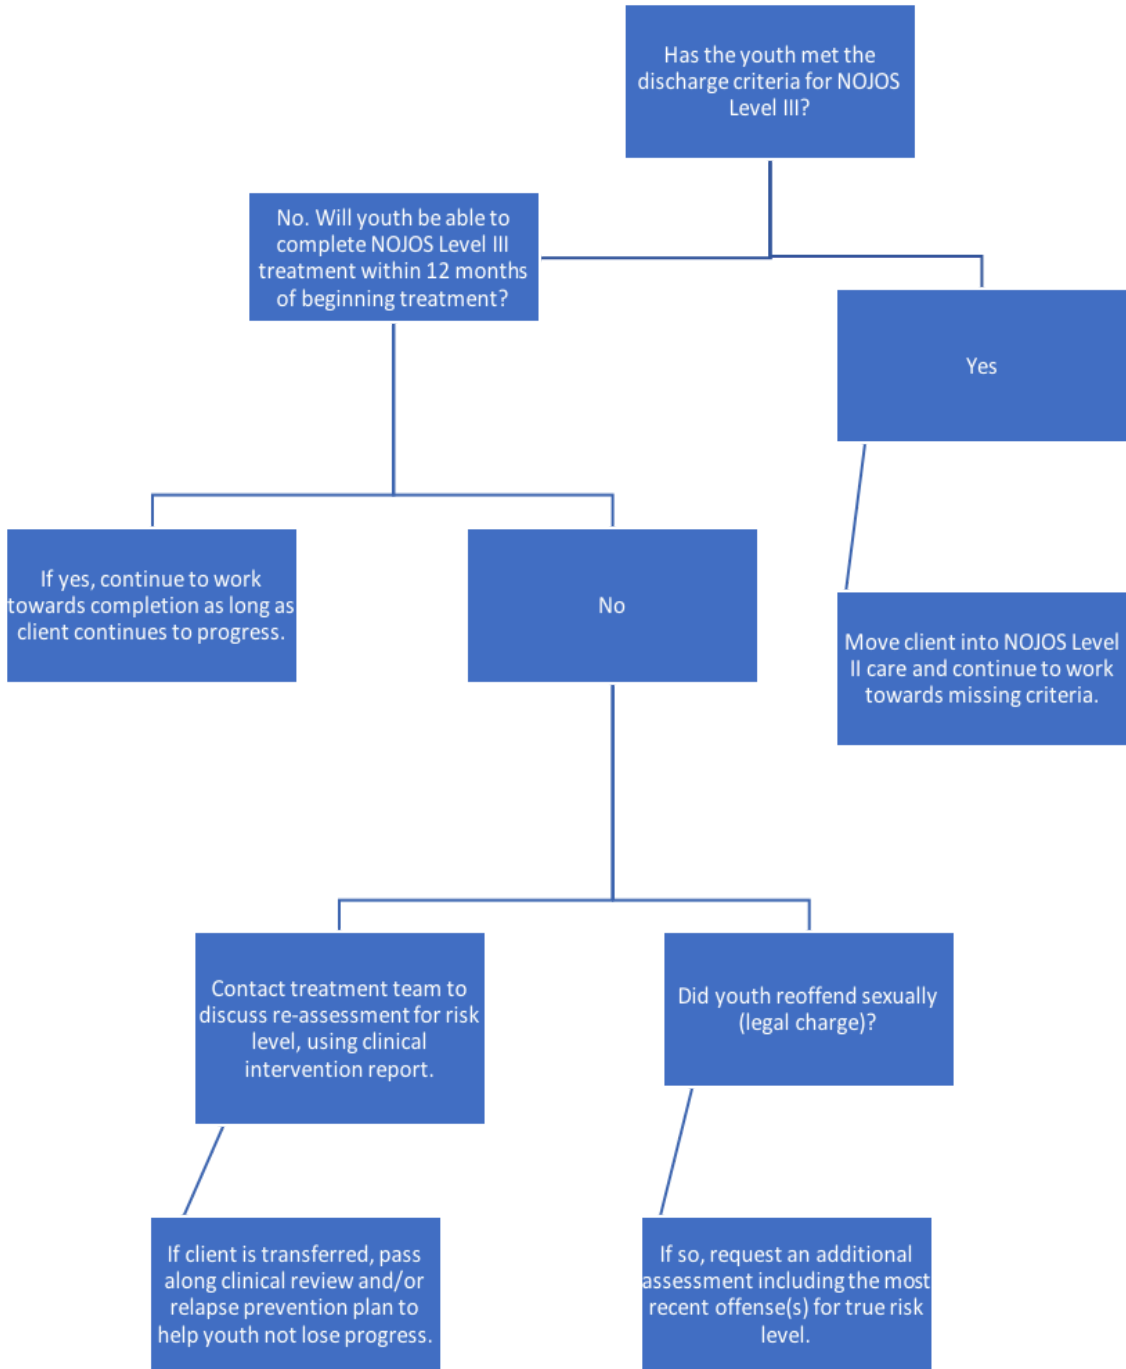 Has the youth met the
discharge criteria for NOJOS
Level III?
No. Will youth be able to
complete NOJOS Level III
treatment within 12 months
of beginning treatment?
Yes
If yes, continue to work
towards completion as long as
client continues to progress.
No
Move client into NOJOS Level
II care and continue to work
towards missing criteria.
Contact treatment team to
discuss re-assessment for risk
level, using clinical
intervention report.
Did youth reoffend sexually
(legal charge)?
If client is transferred, pass
along clinical review and/or
relapse prevention plan to
help youth not lose progress.
If so, request an additional
assessment including the most
recent offense(s) for true risk
level.